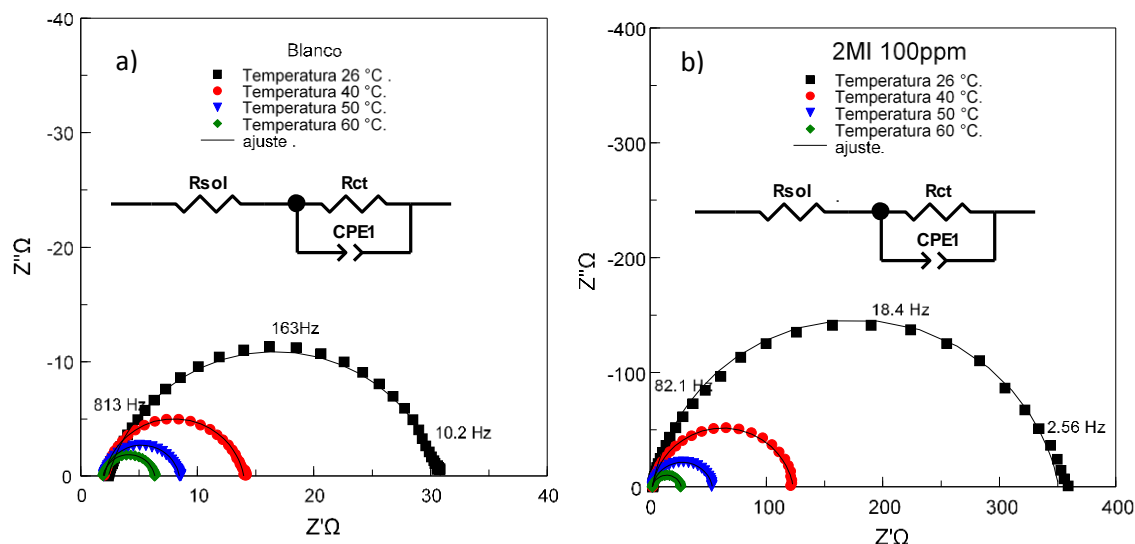 a)
Blanco
Temperatura 26 °C .
Temperatura 40 °C.
Temperatura 50 °C.
Temperatura 60 °C.
ajuste .
Rsol
Rct
CPE1
163Hz
813 Hz
10.2 Hz
-40
-30
-20
-10
0
Z''Ω
0
10
20
30
40
Z'Ω
b)
2MI 100ppm
Temperatura 26 °C.
Temperatura 40 °C.
Temperatura 50 °C
Temperatura 60 °C.
ajuste.
Rsol
Rct
CPE1
18.4 Hz
82.1 Hz
2.56 Hz
-400
-300
-200
-100
0
Z''Ω
0
100
200
300
400
Z'Ω